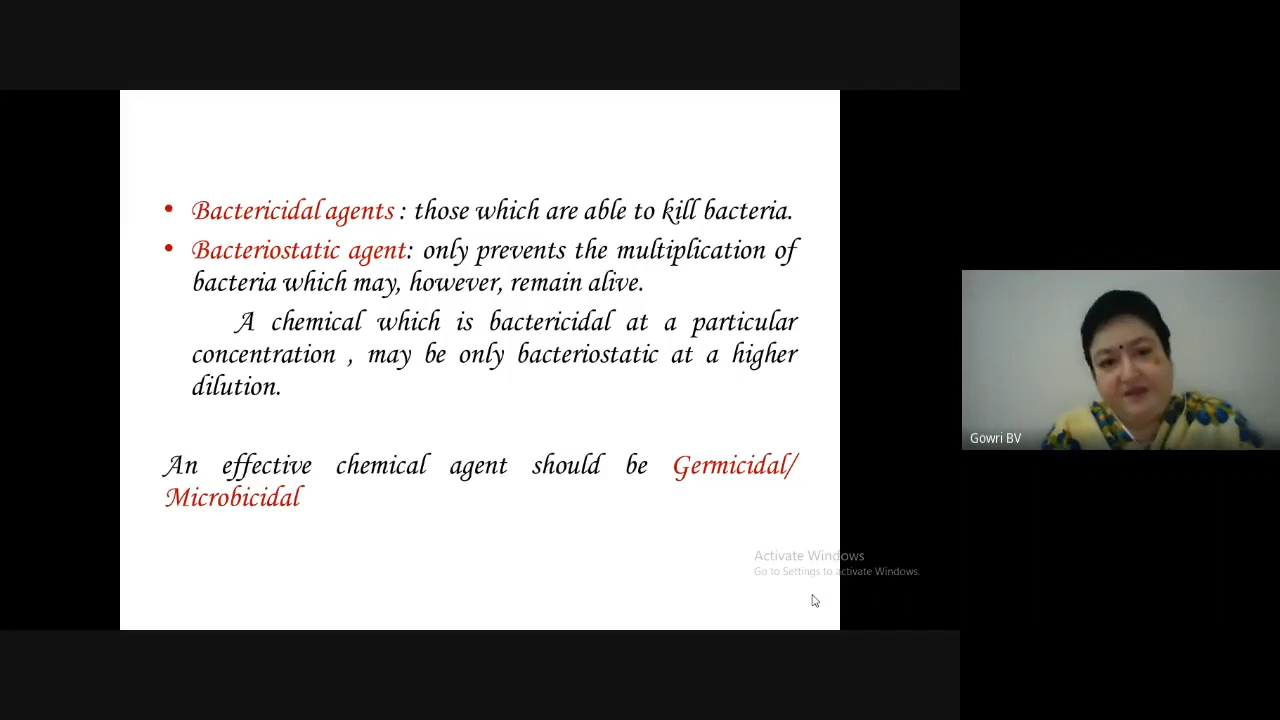 • Bactericidal agents : those which are able to kill bacteria.
• Bacteriostatic agent: only prevents the multiplication of
bacteria which may, however, remain alive.
A chemical which is bactericidal at a particular
concentration , may be only bacteriostatic at a higher
dilution.
An effective chemical agent should be Germicidal/
Microbicidal
Gowri BV
Activate Windows
Go to Settings to activate Windows.